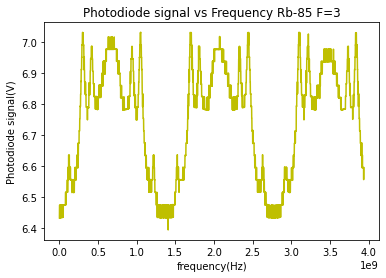 Photodiode signal vs Frequency Rb-85 F=3
Photodiode signal(V)
7.0
6.9
6.8
6.7
6.6
6.5
6.4
0.0 0.5 1.0 1.5 2.0 2.5 3.0 3.5 4.0
1e9
frequency(Hz)